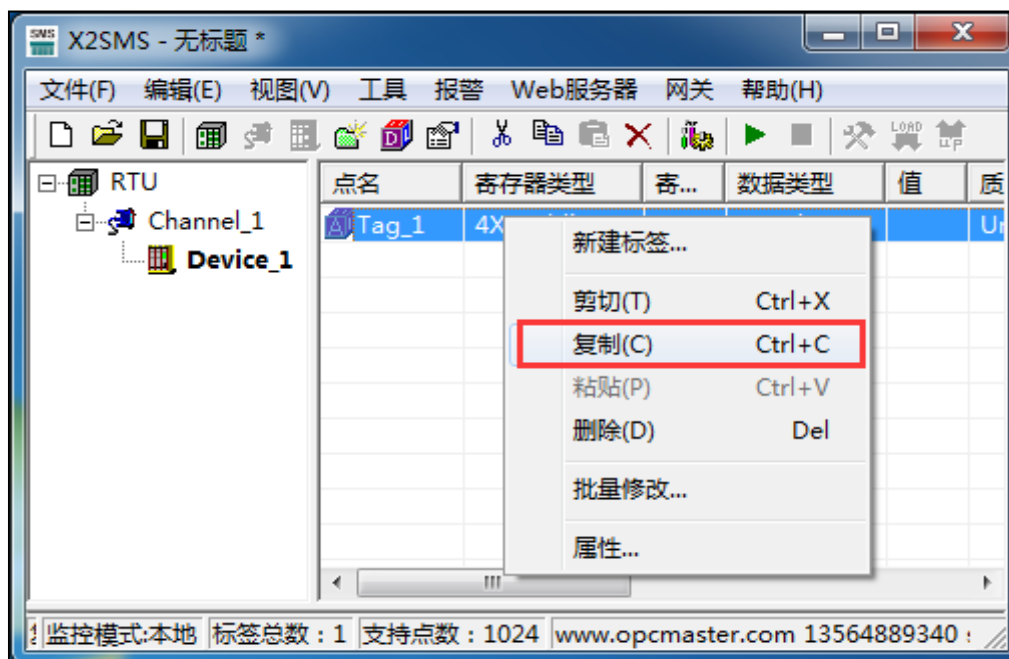 SMS X2SMS - 无标题 *
文件(F) 编辑(E) 视图(V) 工具 报警 Web服务器 网关 帮助(H)
LOAD UP
RTU
点名 寄存器类型 寄... 数据类型 值 质
Channel_1
Tag_1 4X Un
Device_1
新建标签...
剪切(T) Ctrl+X
复制(C) Ctrl+C
粘贴(P) Ctrl+V
删除(D) Del
批量修改...
属性...
监控模式:本地 标签总数：1 支持点数：1024 www.opcmaster.com 13564889340